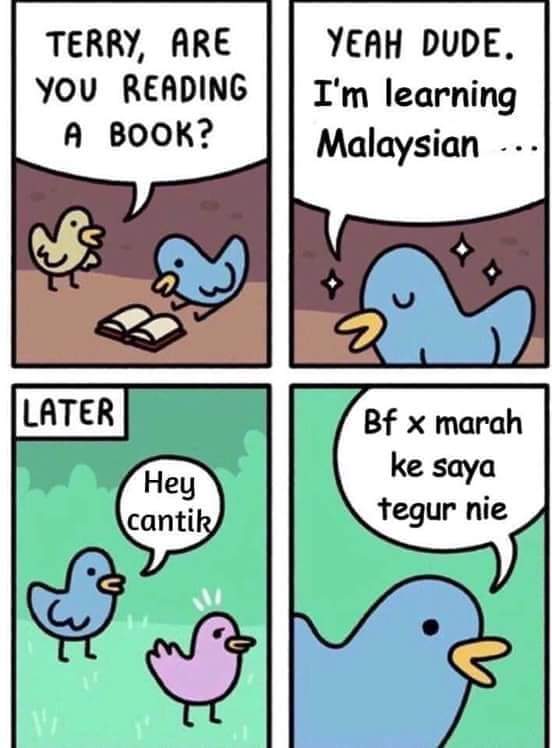 TERRY, ARE
YOU READING
A BOOK?
YEAH DUDE.
I'm learning
Malaysian ...
LATER
Hey
cantik
Bf x marah
ke saya
tegur nie